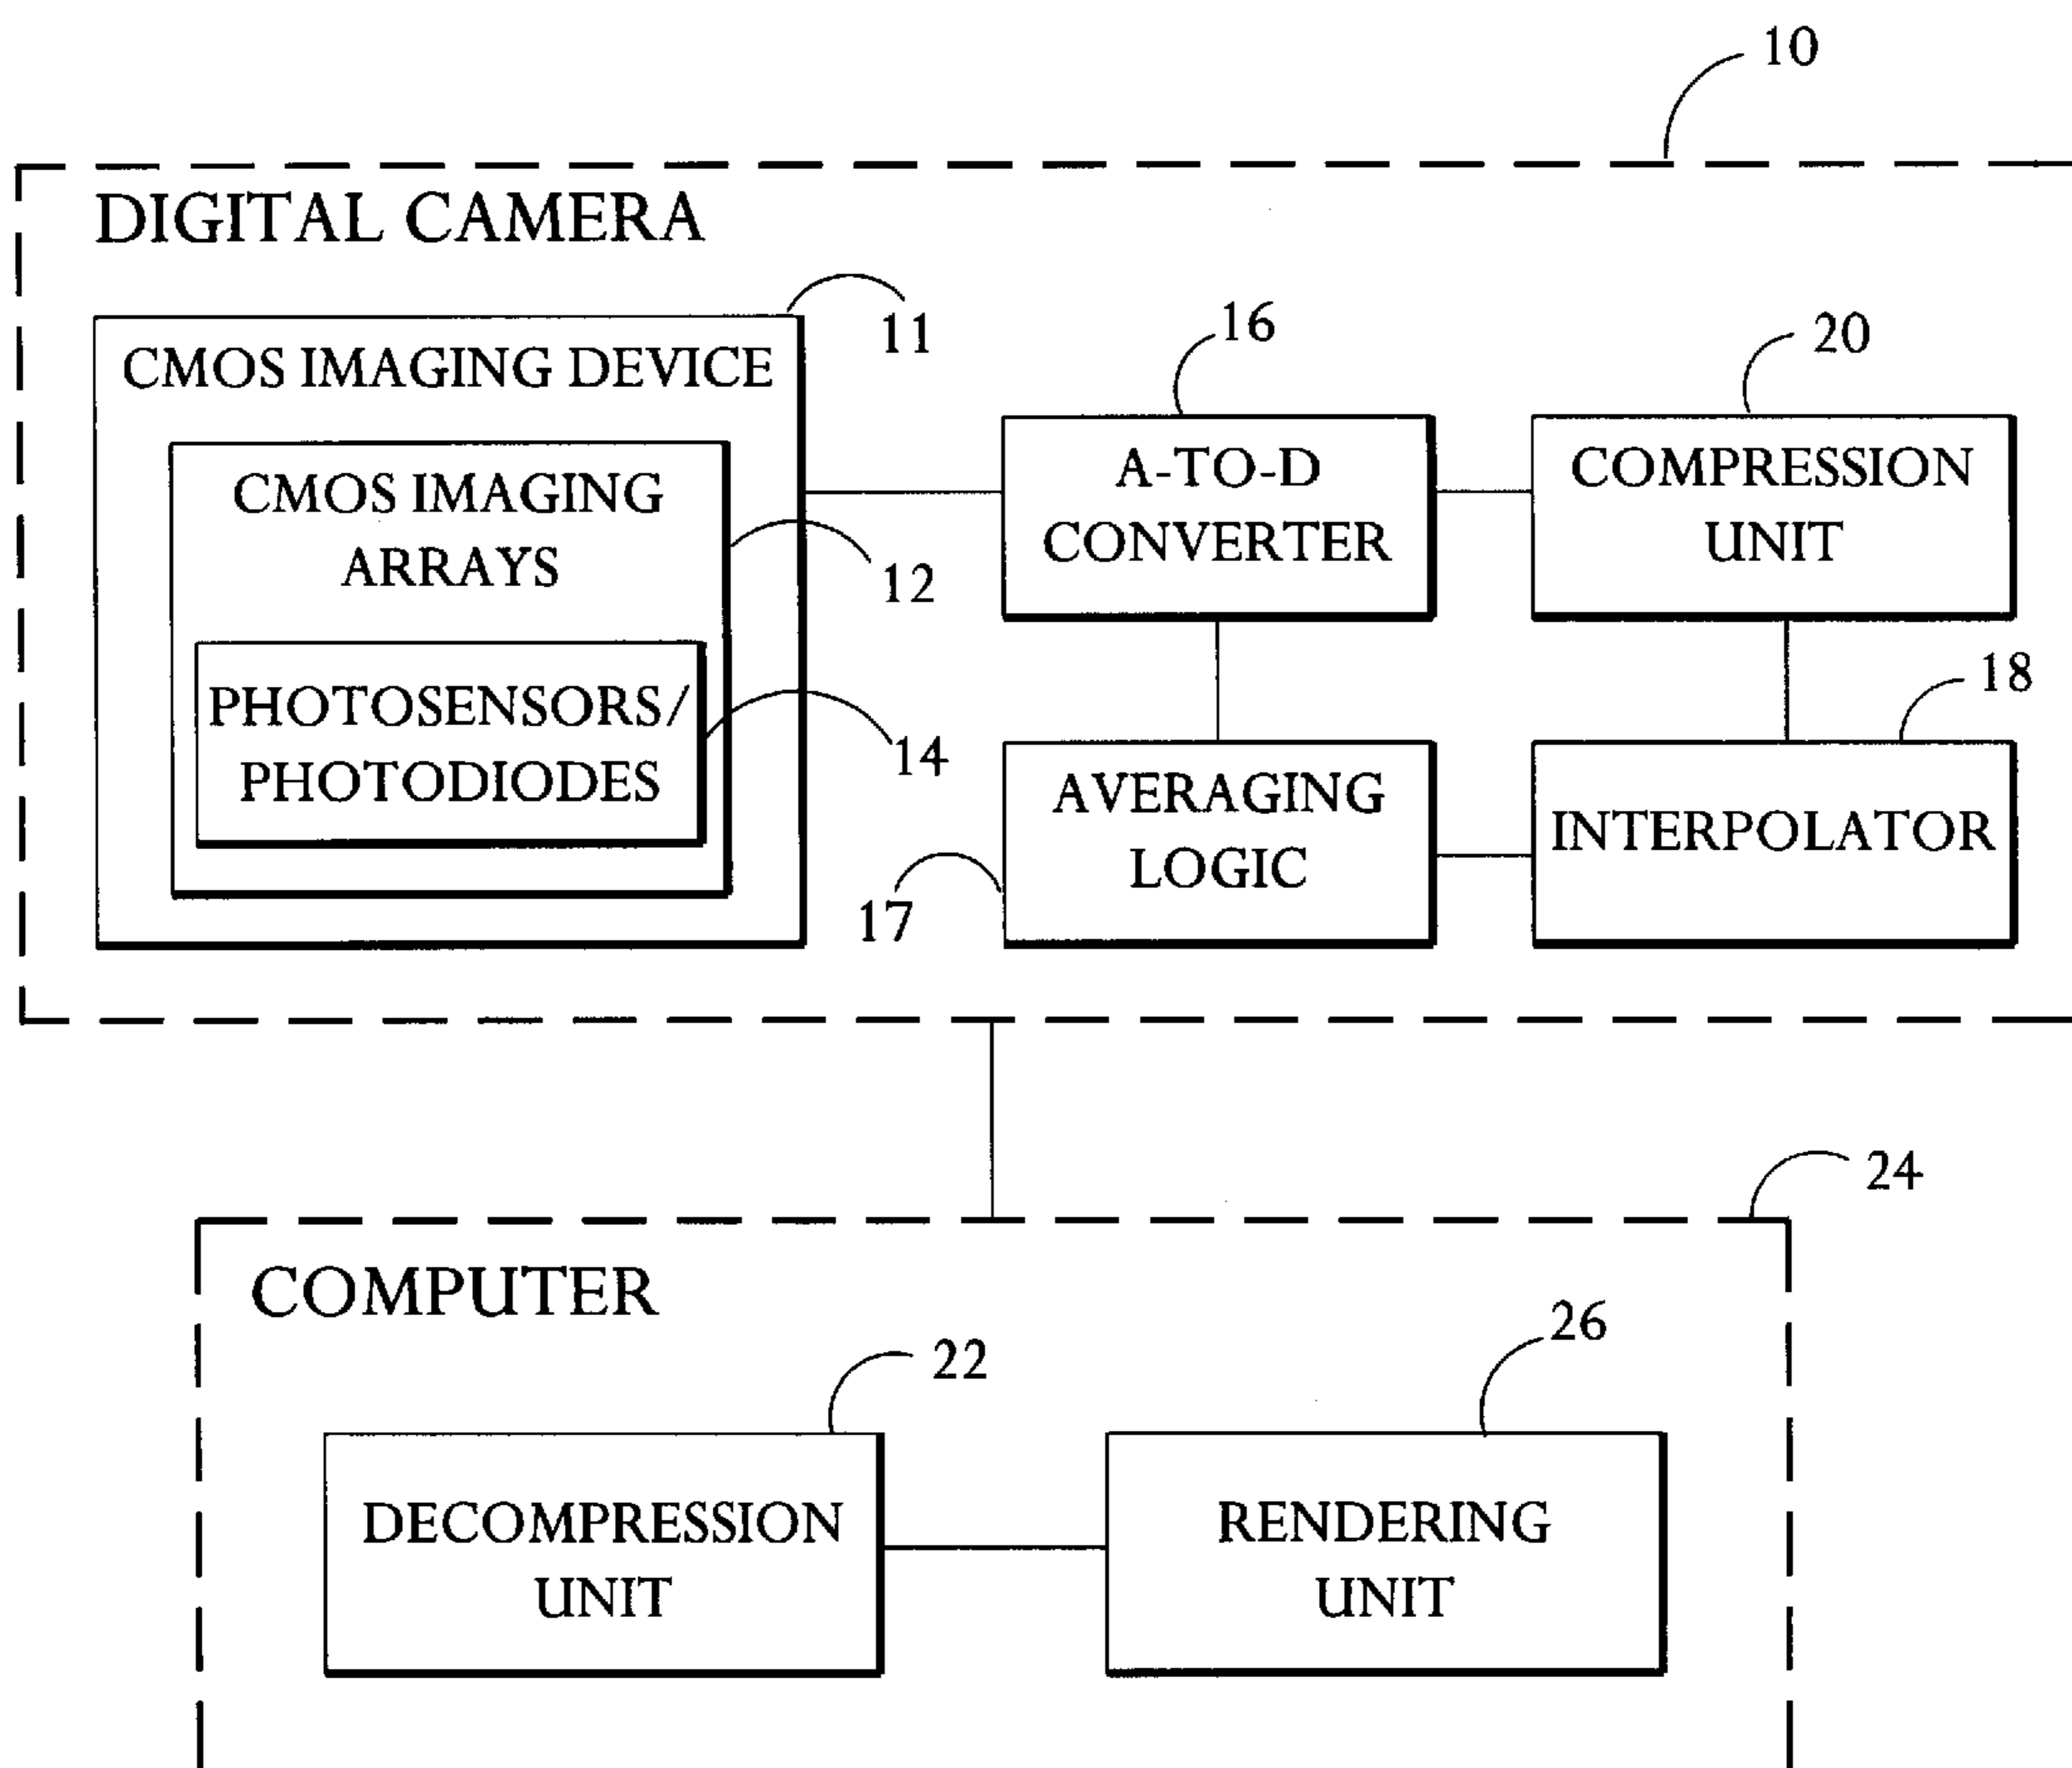 10
DIGITAL CAMERA
11
CMOS IMAGING DEVICE
CMOS IMAGING
ARRAYS
12
PHOTOSENSORS/
PHOTODIODES
14
16
A-TO-D
CONVERTER
20
COMPRESSION
UNIT
17
AVERAGING
LOGIC
18
INTERPOLATOR
24
COMPUTER
22
DECOMPRESSION
UNIT
26
RENDERING
UNIT